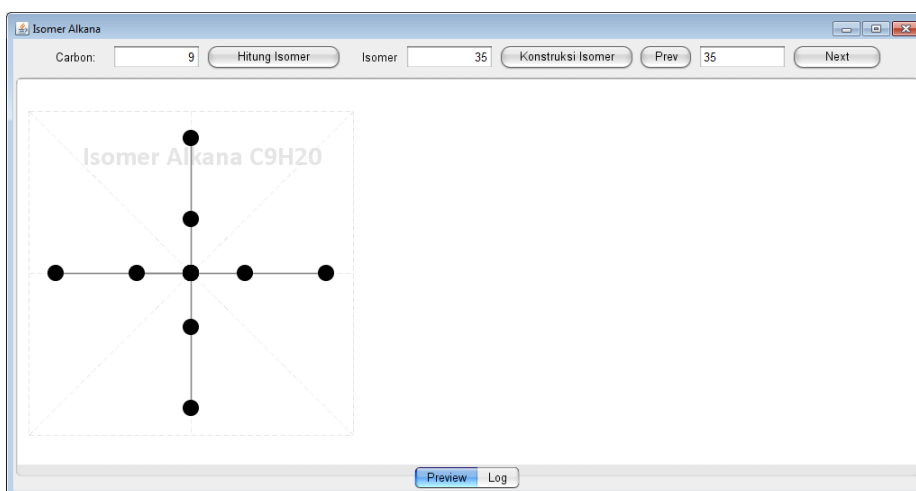 Isomer Alkana
Carbon: 9 Hitung Isomer Isomer 35 Konstruksi Isomer Prev 35 Next
Isomer Alkana C9H20
Preview Log